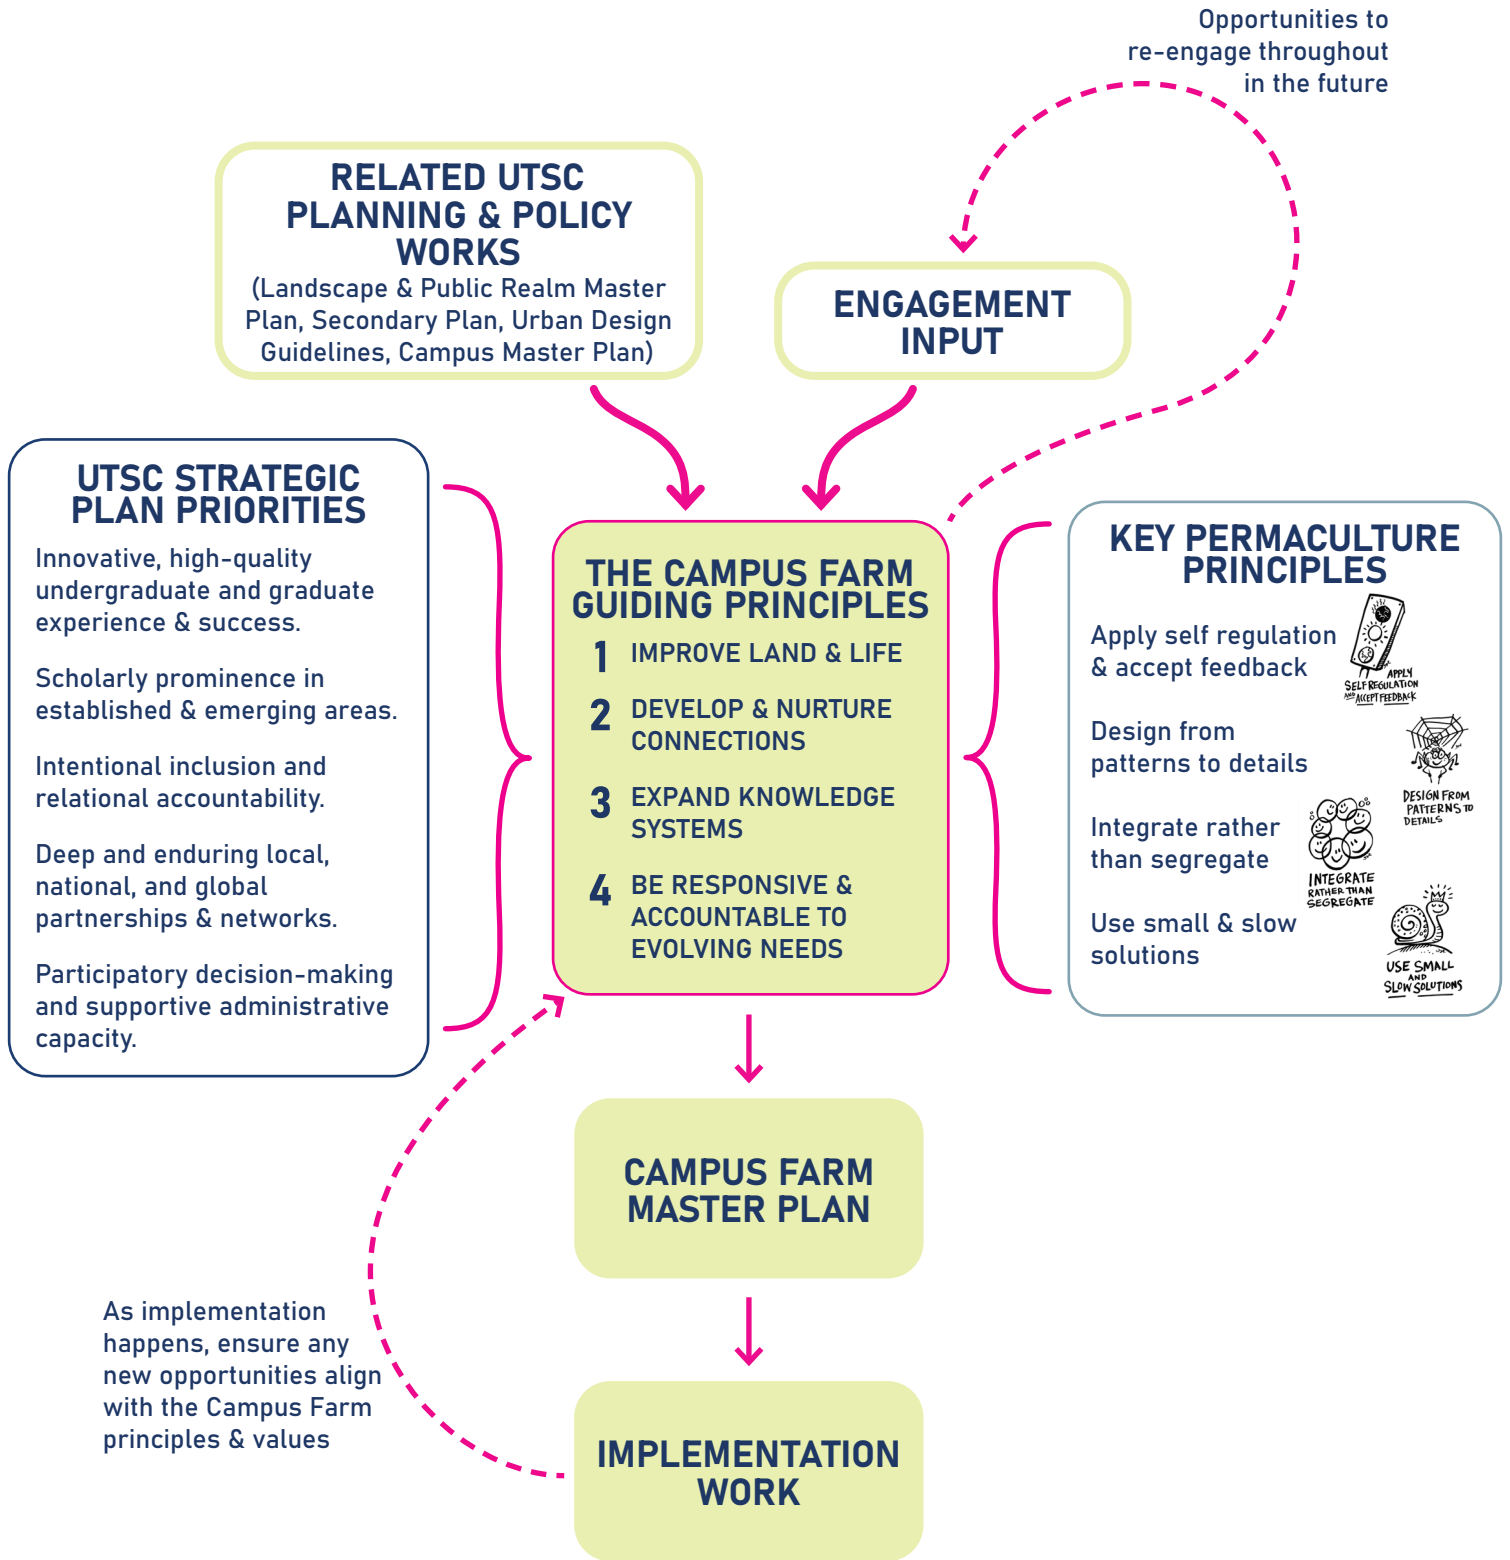 Opportunities to
re-engage throughout
in the future
RELATED UTSC
PLANNING & POLICY
WORKS
(Landscape & Public Realm Master
Plan, Secondary Plan, Urban Design
Guidelines, Campus Master Plan)
ENGAGEMENT
INPUT
UTSC STRATEGIC
PLAN PRIORITIES
Innovative, high-quality
undergraduate and graduate
experience & success.
Scholarly prominence in
established & emerging areas.
Intentional inclusion and
relational accountability.
Deep and enduring local,
national, and global
partnerships & networks.
Participatory decision-making
and supportive administrative
capacity.
THE CAMPUS FARM
GUIDING PRINCIPLES
1 IMPROVE LAND & LIFE
2 DEVELOP & NURTURE
CONNECTIONS
3 EXPAND KNOWLEDGE
SYSTEMS
4 BE RESPONSIVE &
ACCOUNTABLE TO
EVOLVING NEEDS
KEY PERMACULTURE
PRINCIPLES
Apply self regulation
& accept feedback
APPLY
SELF REGULATION
AND ACCEPT FEEDBACK
Design from
patterns to details
DESIGN FROM
PATTERNS TO
DETAILS
Integrate rather
than segregate
INTEGRATE
RATHER THAN
SEGREGATE
Use small & slow
solutions
USE SMALL
AND
SLOW SOLUTIONS
CAMPUS FARM
MASTER PLAN
As implementation
happens, ensure any
new opportunities align
with the Campus Farm
principles & values
IMPLEMENTATION
WORK